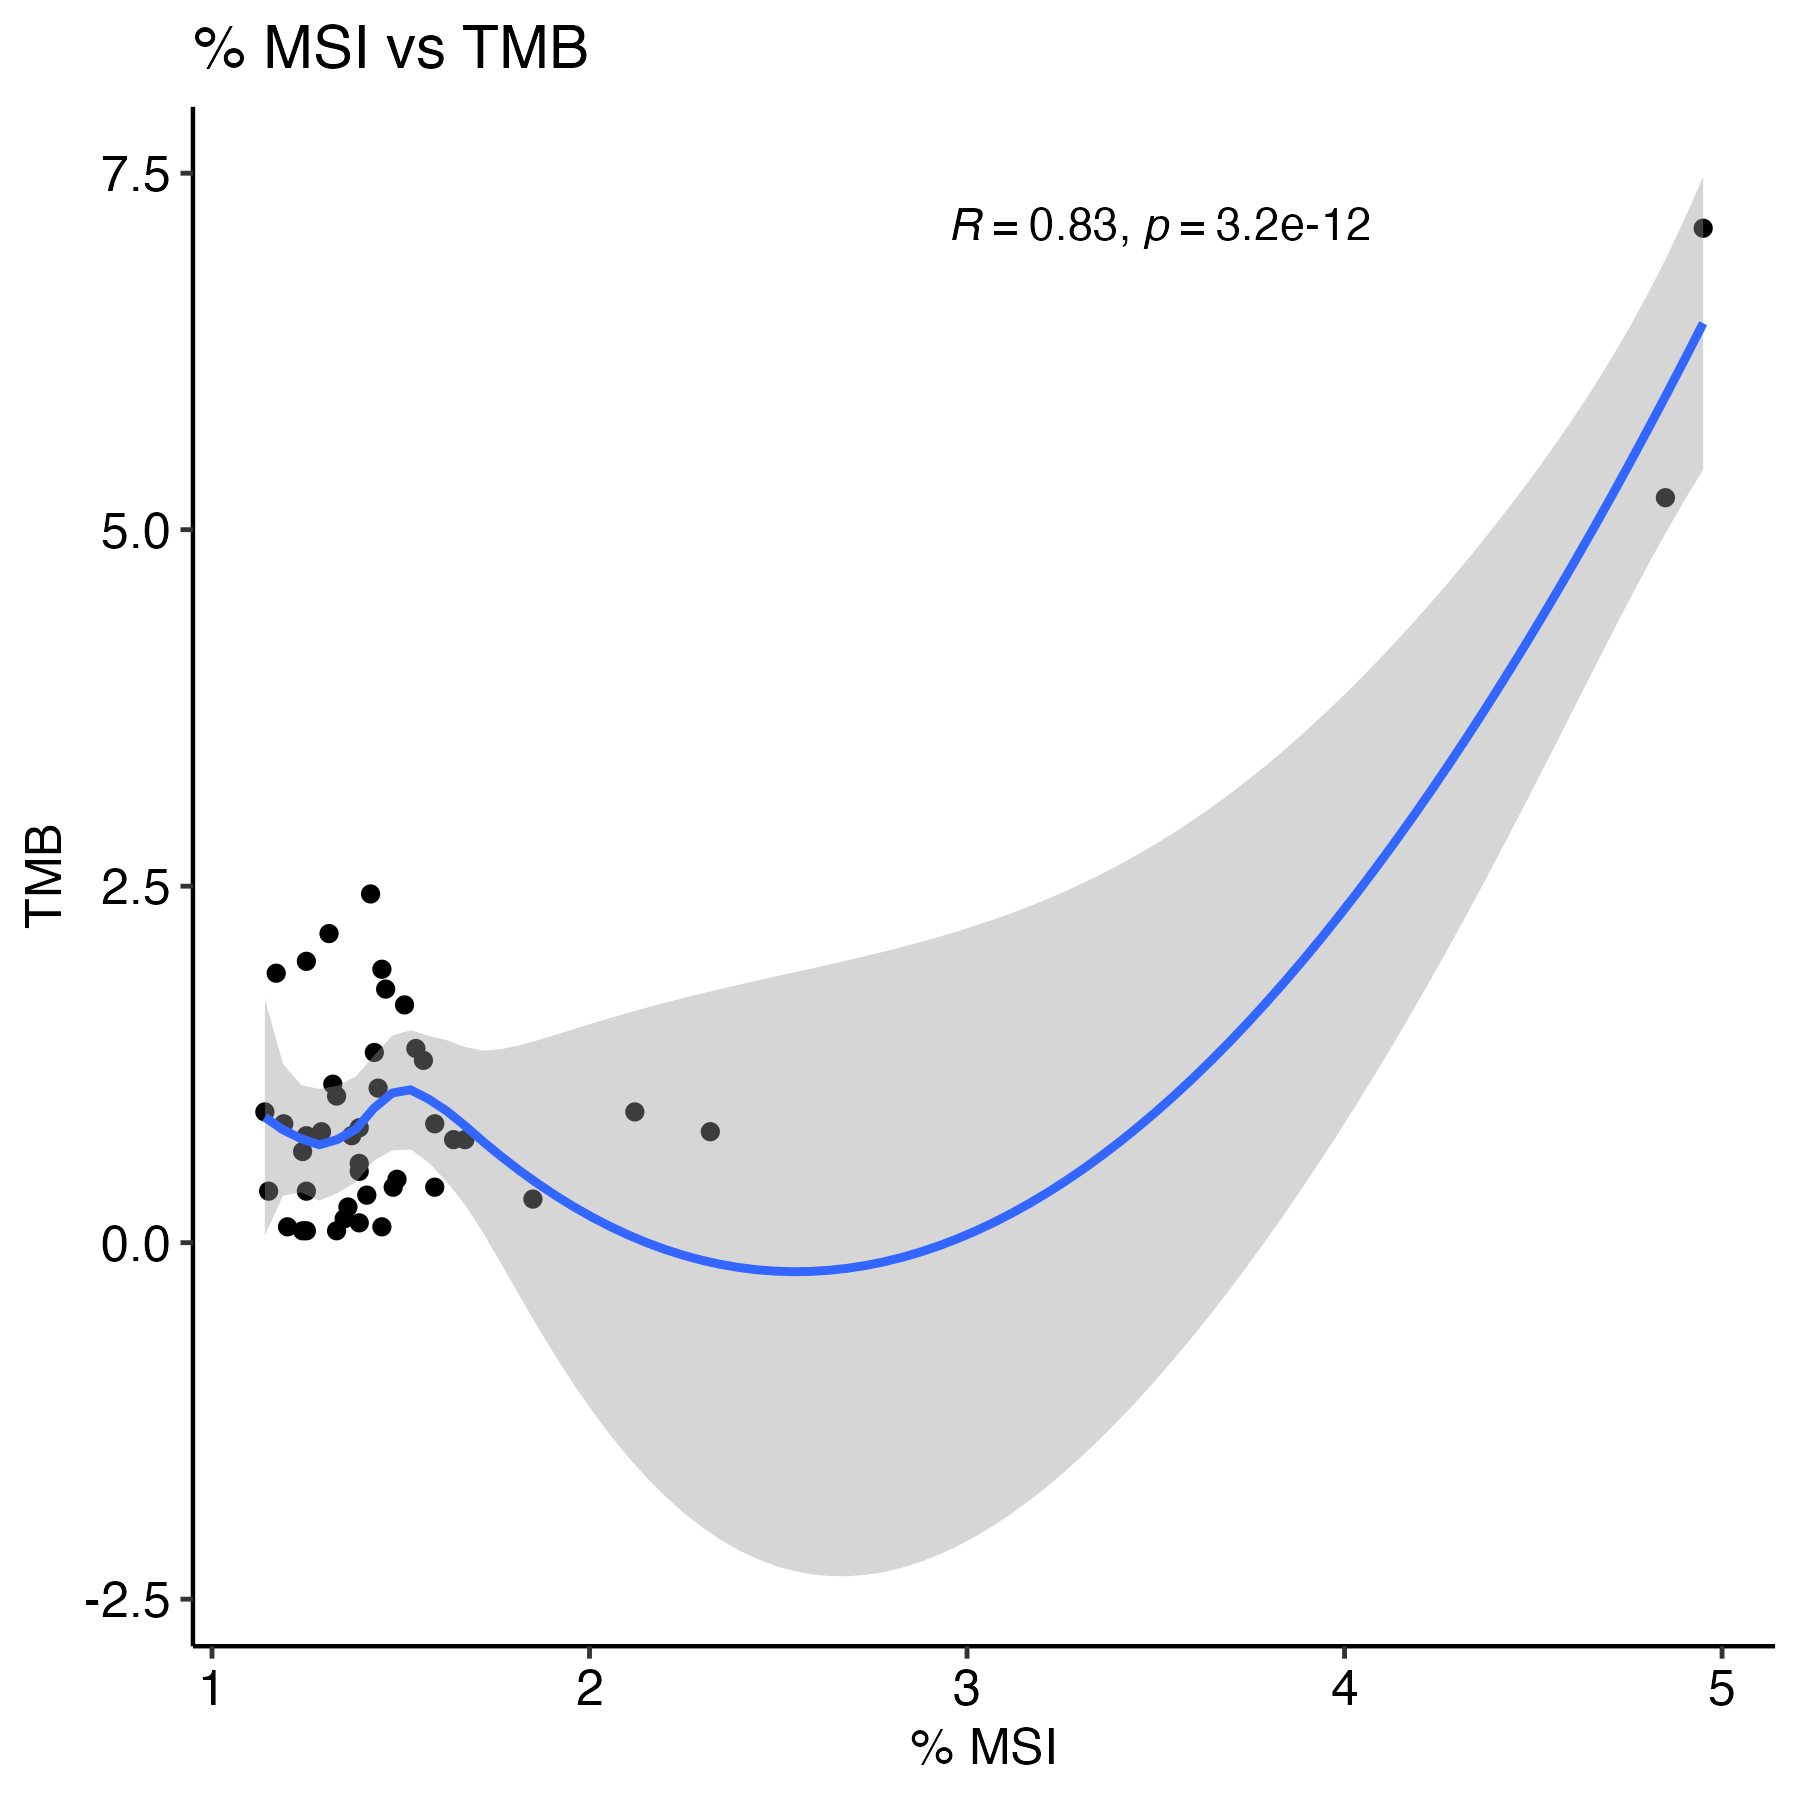 % MSI vs TMB
7.5
R = 0.83, p = 3.2e-12
5.0
TMB
2.5
0.0
-2.5
1 2 3 4 5
% MSI